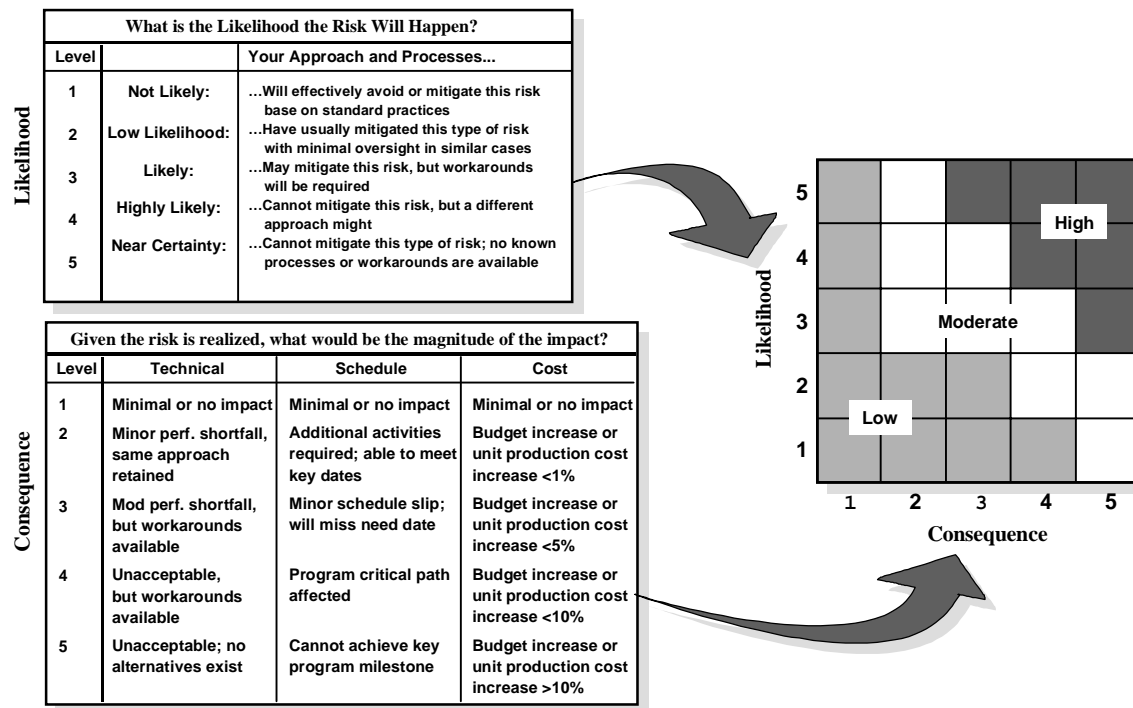 What is the Likelihood the Risk Will Happen?
Level
Your Approach and Processes...
1
Not Likely:
...Will effectively avoid or mitigate this risk
base on standard practices
2
Low Likelihood:
...Have usually mitigated this type of risk
with minimal oversight in similar cases
3
Likely:
...May mitigate this risk, but workarounds
will be required
4
Highly Likely:
...Cannot mitigate this risk, but a different
approach might
5
Near Certainty:
...Cannot mitigate this type of risk; no known
processes or workarounds are available
Likelihood
Given the risk is realized, what would be the magnitude of the impact?
Level
Technical
Schedule
Cost
1
Minimal or no impact
Minimal or no impact
Minimal or no impact
2
Minor perf. shortfall,
same approach
retained
Additional activities
required; able to meet
key dates
Budget increase or
unit production cost
increase <1%
3
Mod perf. shortfall,
but workarounds
available
Minor schedule slip;
will miss need date
Budget increase or
unit production cost
increase <5%
4
Unacceptable,
but workarounds
available
Program critical path
affected
Budget increase or
unit production cost
increase <10%
5
Unacceptable; no
alternatives exist
Cannot achieve key
program milestone
Budget increase or
unit production cost
increase >10%
Consequence
Likelihood
5
4
3
2
1
High
Moderate
Low
1
2
3
4
5
Consequence